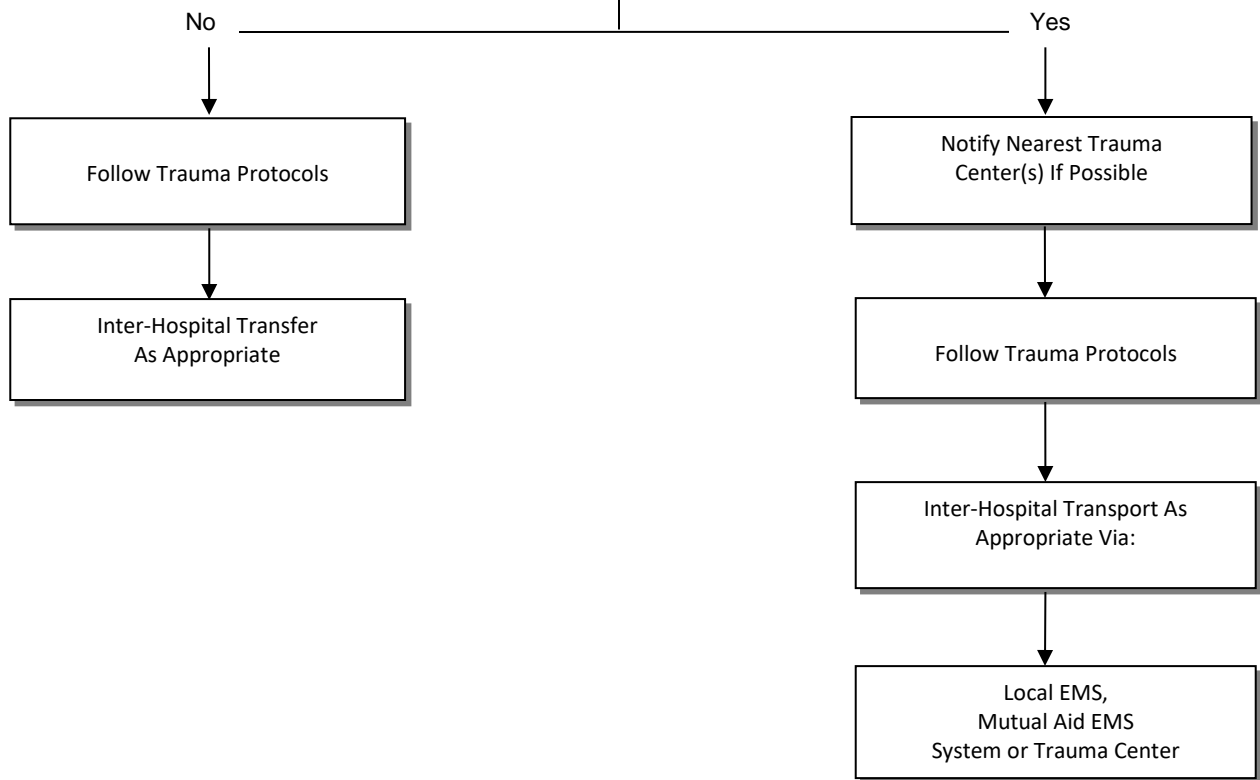 No
Yes
Follow Trauma Protocols
Notify Nearest Trauma
Center(s) If Possible
Inter-Hospital Transfer
As Appropriate
Follow Trauma Protocols
Inter-Hospital Transport As
Appropriate Via:
Local EMS,
Mutual Aid EMS
System or Trauma Center